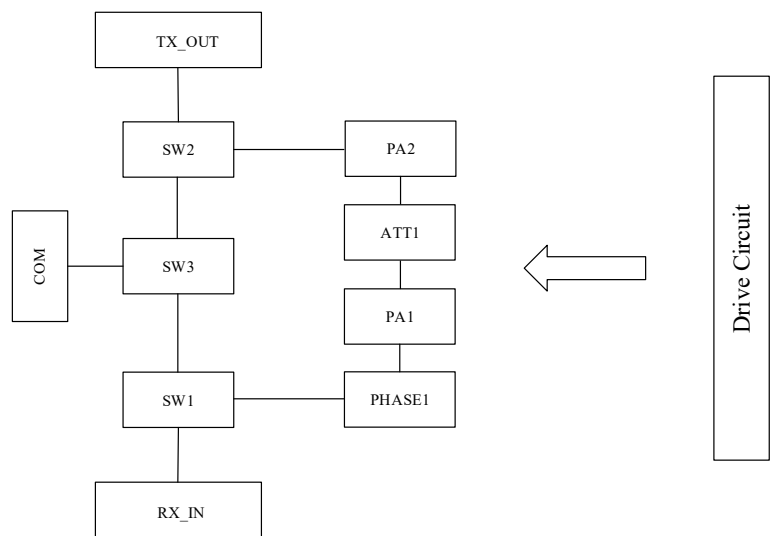 TX_OUT
SW2
PA2
ATT1
COM
SW3
PA1
SW1
PHASE1
RX_IN
Drive Circuit